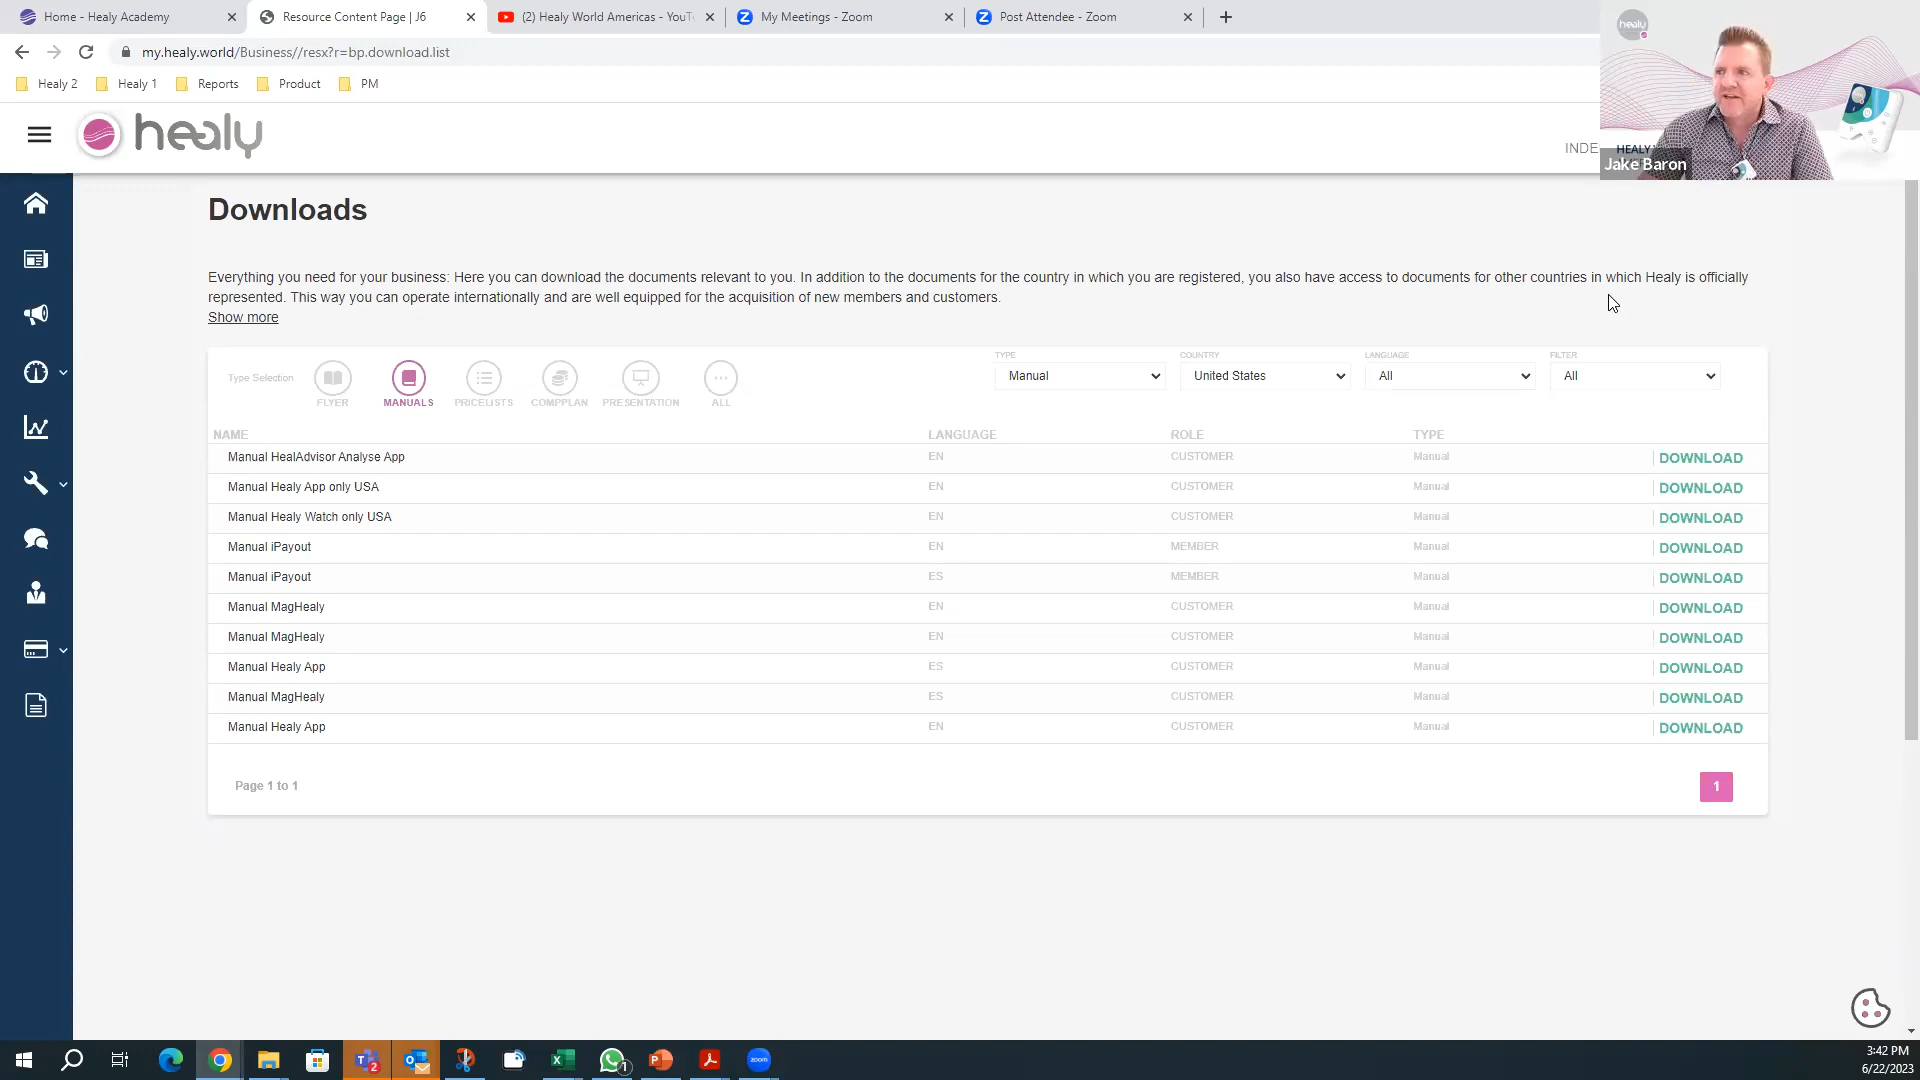 Home - Healy Academy
Resource Content Page | J6
(2) Healy World Americas - YouT
My Meetings - Zoom
Post Attendee - Zoom
my.healy.world/Business//resx?r=bp.download.list
Healy 2
Healy 1
Reports
Product
PM
healy
INDE
healy
HEALY
Jake Baron
Downloads
Everything you need for your business: Here you can download the documents relevant to you. In addition to the documents for the country in which you are registered, you also have access to documents for other countries in which Healy is officially
represented. This way you can operate internationally and are well equipped for the acquisition of new members and customers.
Show more
Type Selection
FLYER
MANUALS
PRICELISTS
COMPPLAN
PRESENTATION
ALL
TYPE
Manual
COUNTRY
United States
LANGUAGE
All
FILTER
All
NAME LANGUAGE ROLE TYPE
Manual HealAdvisor Analyse App EN CUSTOMER Manual DOWNLOAD
Manual Healy App only USA EN CUSTOMER Manual DOWNLOAD
Manual Healy Watch only USA EN CUSTOMER Manual DOWNLOAD
Manual iPayout EN MEMBER Manual DOWNLOAD
Manual iPayout ES MEMBER Manual DOWNLOAD
Manual MagHealy EN CUSTOMER Manual DOWNLOAD
Manual MagHealy EN CUSTOMER Manual DOWNLOAD
Manual Healy App ES CUSTOMER Manual DOWNLOAD
Manual MagHealy ES CUSTOMER Manual DOWNLOAD
Manual Healy App EN CUSTOMER Manual DOWNLOAD
Page 1 to 1
1
3:42 PM
6/22/2023